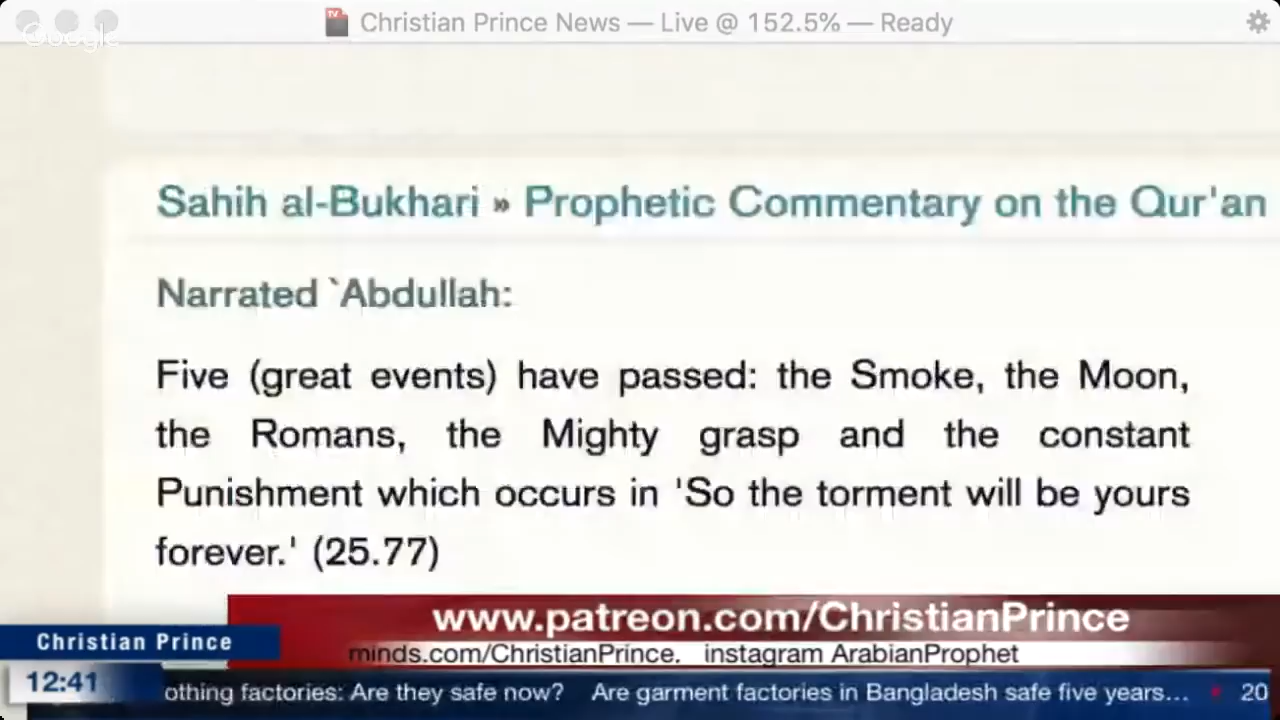 Christian Prince News — Live @ 152.5% — Ready
Google
Sahih al-Bukhari » Prophetic Commentary on the Qur'an
Narrated `Abdullah:
Five (great events) have passed: the Smoke, the Moon,
the Romans, the Mighty grasp and the constant
Punishment which occurs in 'So the torment will be yours
forever.' (25.77)
www.patreon.com/ChristianPrince
Christian Prince
minds.com/ChristianPrince. instagram ArabianProphet
12:41
othing factories: Are they safe now? Are garment factories in Bangladesh safe five years... • 20